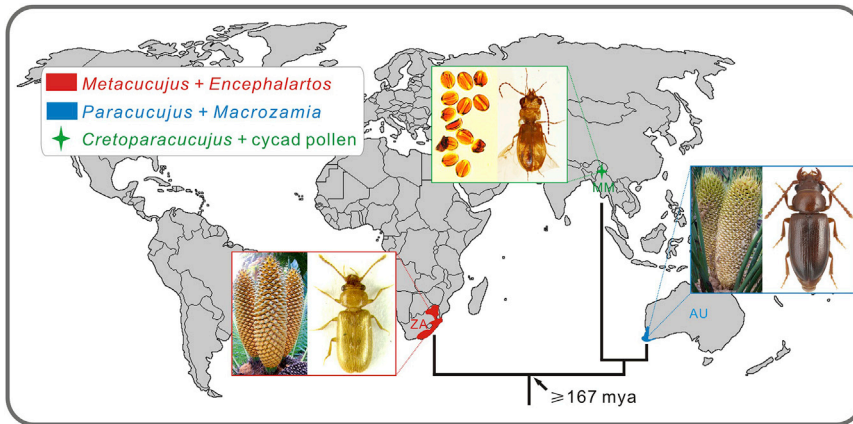 Metacucujus + Encephalartos
Paracucujus + Macrozamia
Cretoparacucujus + cycad pollen
MM
ZA
AU
≥167 mya